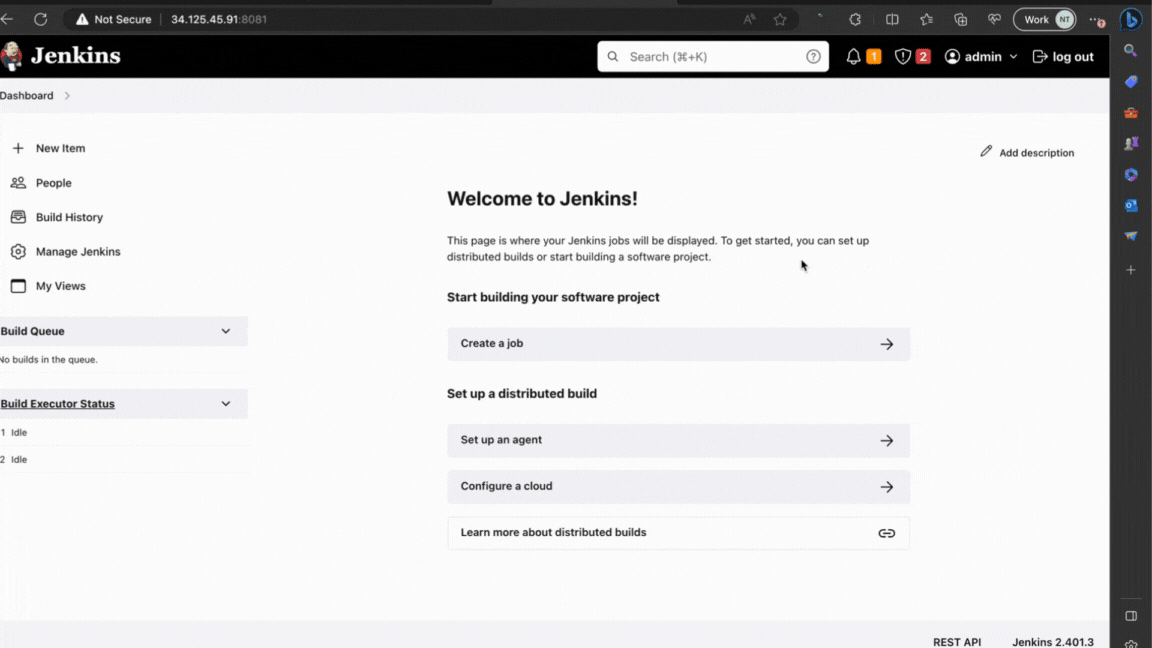 Not Secure 34.125.45.91:8081
Work NT
Jenkins
Search (⌘+K)
1
2
admin
log out
Dashboard
New Item
People
Build History
Manage Jenkins
My Views
Build Queue
No builds in the queue.
Build Executor Status
1 Idle
2 Idle
Add description
Welcome to Jenkins!
This page is where your Jenkins jobs will be displayed. To get started, you can set up
distributed builds or start building a software project.
Start building your software project
Create a job
Set up a distributed build
Set up an agent
Configure a cloud
Learn more about distributed builds
REST API
Jenkins 2.401.3